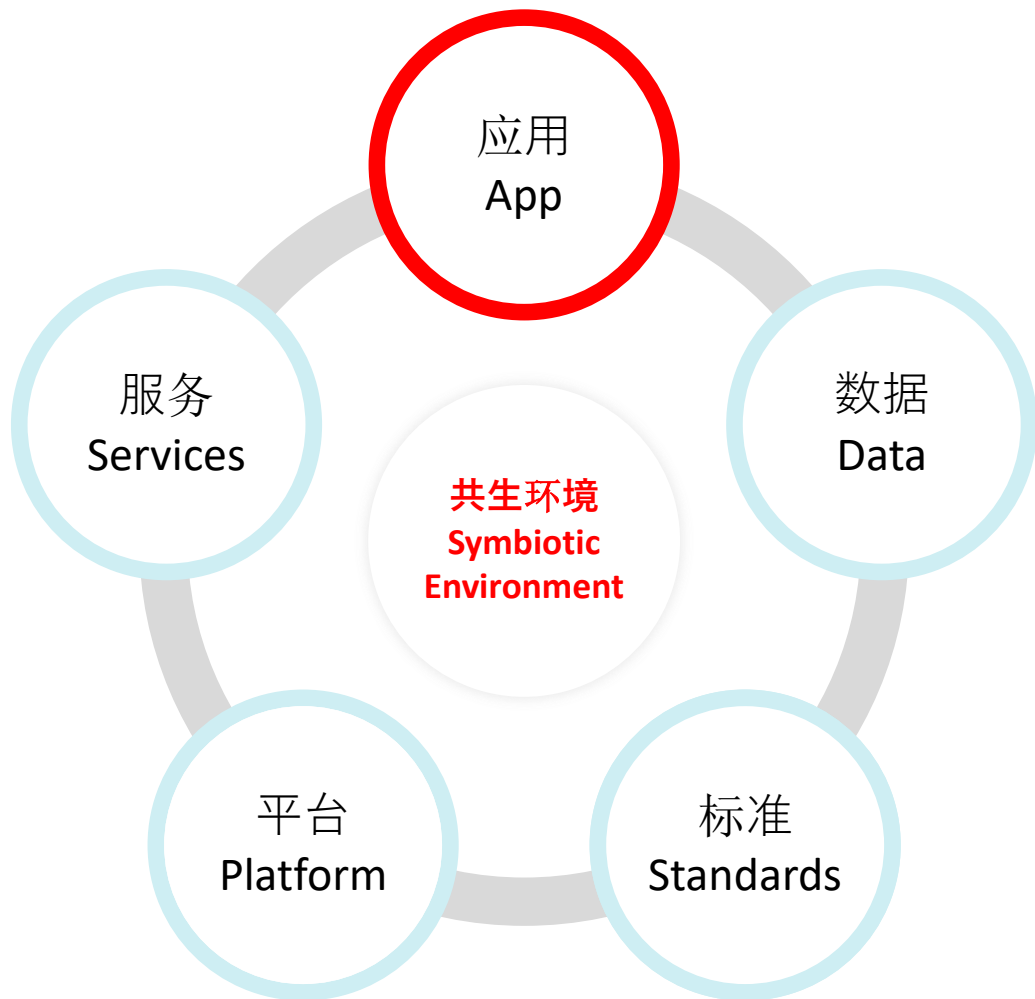 应用
App
服务
Services
数据
Data
共生环境
Symbiotic
Environment
平台
Platform
标准
Standards